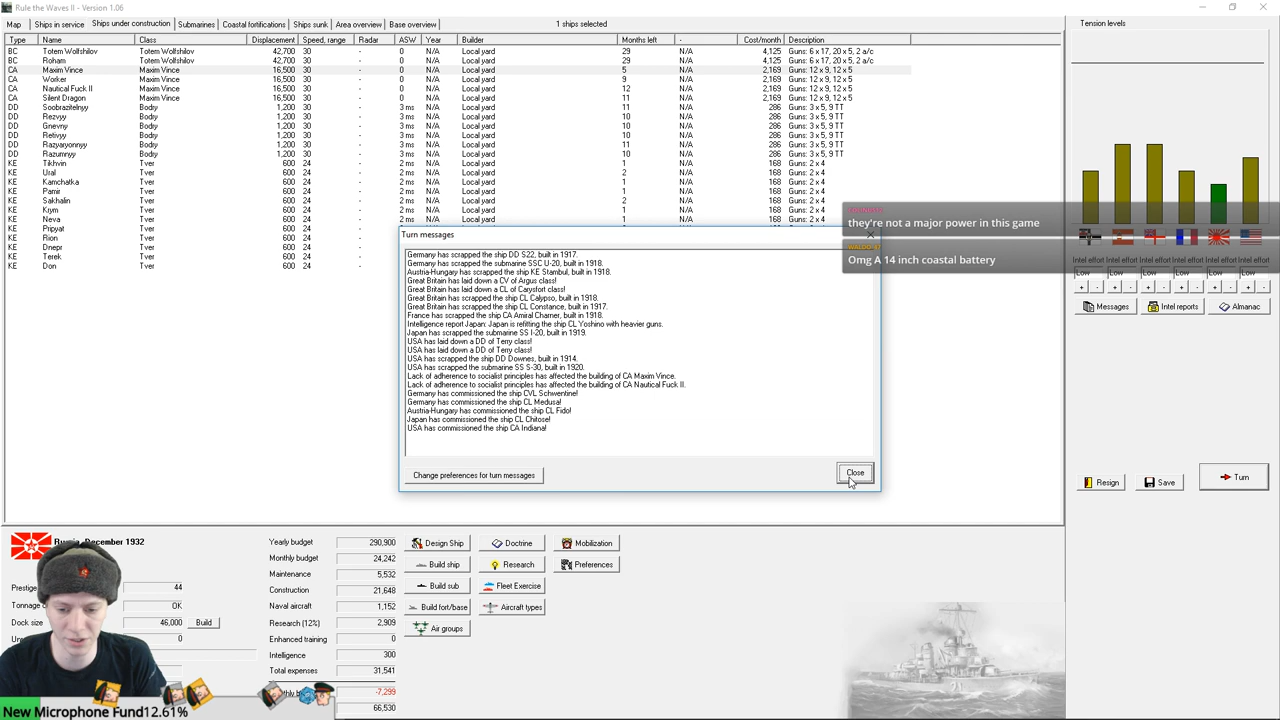 Rule the Waves II - Version 1.06
Map Ships in service Ships under construction Submarines Coastal fortifications Ships sunk Area overview Base overview 1 ships selected
Type Name Class Displacement Speed, range Radar ASW Year Builder Months left - Cost/month Description
BC Totem Wolfshilov Totem Wolfshilov 42,700 30 - 0 N/A Local yard 29 N/A 4,125 Guns: 6 x 17, 20 x 5, 2 a/c
BC Roham Totem Wolfshilov 42,700 30 - 0 N/A Local yard 29 N/A 4,125 Guns: 6 x 17, 20 x 5, 2 a/c
CA Maxim Vince Maxim Vince 16,500 30 - 0 N/A Local yard 5 N/A 2,169 Guns: 12 x 9, 12 x 5
CA Worker Maxim Vince 16,500 30 - 0 N/A Local yard 9 N/A 2,169 Guns: 12 x 9, 12 x 5
CA Nautical Fuck II Maxim Vince 16,500 30 - 0 N/A Local yard 12 N/A 2,169 Guns: 12 x 9, 12 x 5
CA Silent Dragon Maxim Vince 16,500 30 - 0 N/A Local yard 11 N/A 2,169 Guns: 12 x 9, 12 x 5
DD Soobrazitelnyy Bodry 1,200 30 - 3 ms N/A Local yard 11 N/A 286 Guns: 3 x 5, 9 TT
DD Rezvyy Bodry 1,200 30 - 3 ms N/A Local yard 10 N/A 286 Guns: 3 x 5, 9 TT
DD Gnevny Bodry 1,200 30 - 3 ms N/A Local yard 10 N/A 286 Guns: 3 x 5, 9 TT
DD Retivyy Bodry 1,200 30 - 3 ms N/A Local yard 10 N/A 286 Guns: 3 x 5, 9 TT
DD Razyaryonnyy Bodry 1,200 30 - 3 ms N/A Local yard 11 N/A 286 Guns: 3 x 5, 9 TT
DD Razumnyy Bodry 1,200 30 - 3 ms N/A Local yard 10 N/A 286 Guns: 3 x 5, 9 TT
KE Tikhvin Tver 600 24 - 2 ms N/A Local yard 1 N/A 168 Guns: 2 x 4
KE Ural Tver 600 24 - 2 ms N/A Local yard 2 N/A 168 Guns: 2 x 4
KE Kamchatka Tver 600 24 - 2 ms N/A Local yard 1 N/A 168 Guns: 2 x 4
KE Pamir Tver 600 24 - 2 ms N/A Local yard 1 N/A 168 Guns: 2 x 4
KE Sakhalin Tver 600 24 - 2 ms N/A Local yard 2 N/A 168 Guns: 2 x 4
KE Krym Tver 600 24 - 2 ms N/A Local yard 1 N/A 168 Guns: 2 x 4
KE Neva Tver 600 24 - 2 ms N/A Local yard 1 N/A 168 Guns: 2 x 4
KE Pripyat Tver 600 24
KE Rion Tver 600 24
KE Dnepr Tver 600 24
KE Terek Tver 600 24
KE Don Tver 600 24
Turn messages
Germany has scrapped the ship DD S22, built in 1917.
Germany has scrapped the submarine SSC U-20, built in 1918.
Austria-Hungary has scrapped the ship KE Stambul, built in 1918.
Great Britain has laid down a CV of Argus class!
Great Britain has laid down a CL of Carysfort class!
Great Britain has scrapped the ship CL Calypso, built in 1918.
Great Britain has scrapped the ship CL Constance, built in 1917.
France has scrapped the ship CA Amiral Charner, built in 1918.
Intelligence report Japan: Japan is refitting the ship CL Yoshino with heavier guns.
Japan has scrapped the submarine SS I-20, built in 1919.
USA has laid down a DD of Terry class!
USA has laid down a DD of Terry class!
USA has scrapped the ship DD Downes, built in 1914.
USA has scrapped the submarine SS S-30, built in 1920.
Lack of adherence to socialist principles has affected the building of CA Maxim Vince.
Lack of adherence to socialist principles has affected the building of CA Nautical Fuck II.
Germany has commissioned the ship CVL Schwentine!
Germany has commissioned the ship CL Medusa!
Austria-Hungary has commissioned the ship CL Fido!
Japan has commissioned the ship CL Chitose!
USA has commissioned the ship CA Indiana!
Change preferences for turn messages
Close
Tension levels
they're not a major power in this game
Omg A 14 inch coastal battery
Intel effort Intel effort Intel effort Intel effort Intel effort Intel effort
Low Low Low Low Low Low
+ - + - + - + - + - + -
Messages Intel reports Almanac
Resign Save Turn
December 1932
Prestige 44
Tonnage OK
Dock size 46,000 Build
0
Yearly budget 290,900
Monthly budget 24,242
Maintenance 5,532
Construction 21,648
Naval aircraft 1,152
Research (12%) 2,909
Enhanced training 0
Intelligence 300
Total expenses 31,541
-7,299
66,530
Design Ship Doctrine Mobilization
Build ship Research Preferences
Build sub Fleet Exercise
Build fort/base Aircraft types
Air groups
New Microphone Fund12.61%